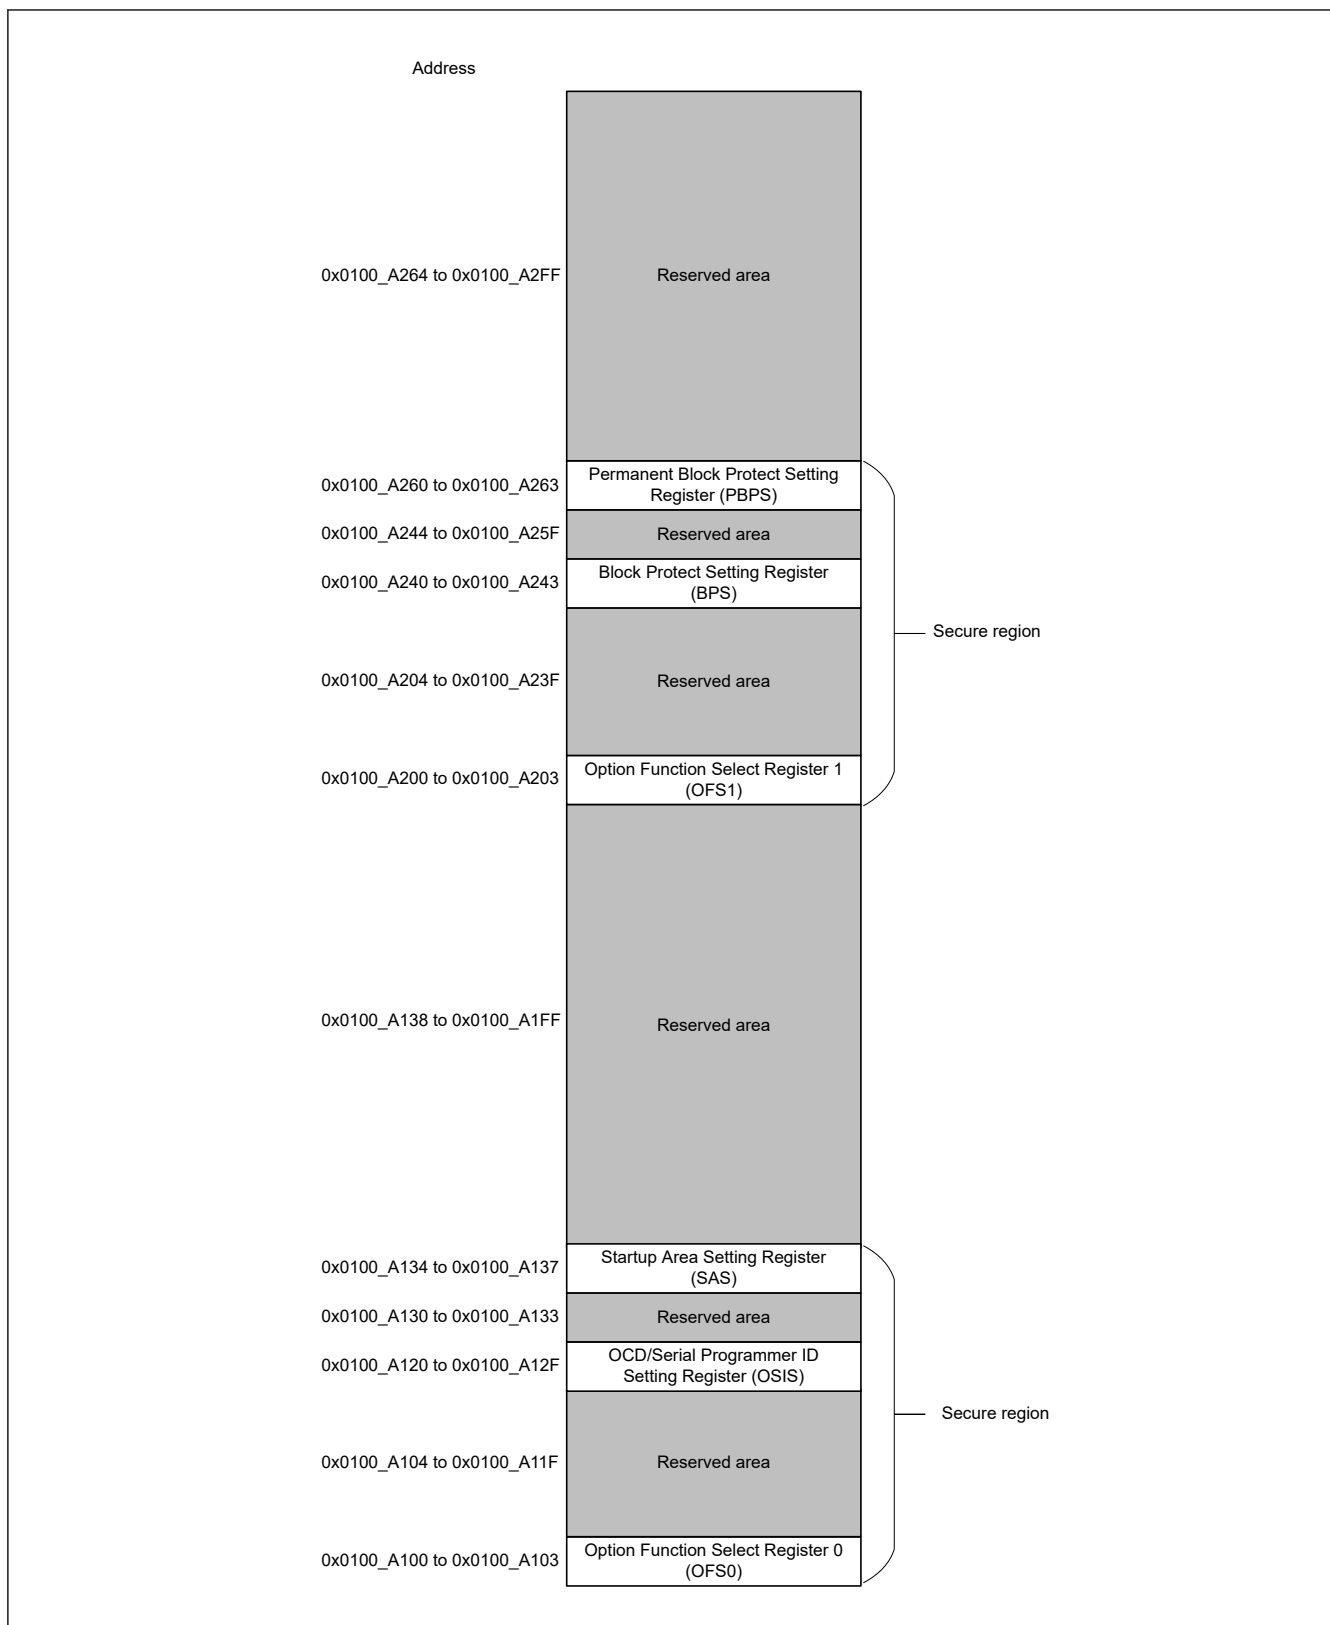 Address
0x0100_A264 to 0x0100_A2FF
Reserved area
0x0100_A260 to 0x0100_A263
Permanent Block Protect Setting
Register (PBPS)
0x0100_A244 to 0x0100_A25F
Reserved area
0x0100_A240 to 0x0100_A243
Block Protect Setting Register
(BPS)
Secure region
0x0100_A204 to 0x0100_A23F
Reserved area
0x0100_A200 to 0x0100_A203
Option Function Select Register 1
(OFS1)
0x0100_A138 to 0x0100_A1FF
Reserved area
0x0100_A134 to 0x0100_A137
Startup Area Setting Register
(SAS)
0x0100_A130 to 0x0100_A133
Reserved area
0x0100_A120 to 0x0100_A12F
OCD/Serial Programmer ID
Setting Register (OSIS)
Secure region
0x0100_A104 to 0x0100_A11F
Reserved area
0x0100_A100 to 0x0100_A103
Option Function Select Register 0
(OFS0)